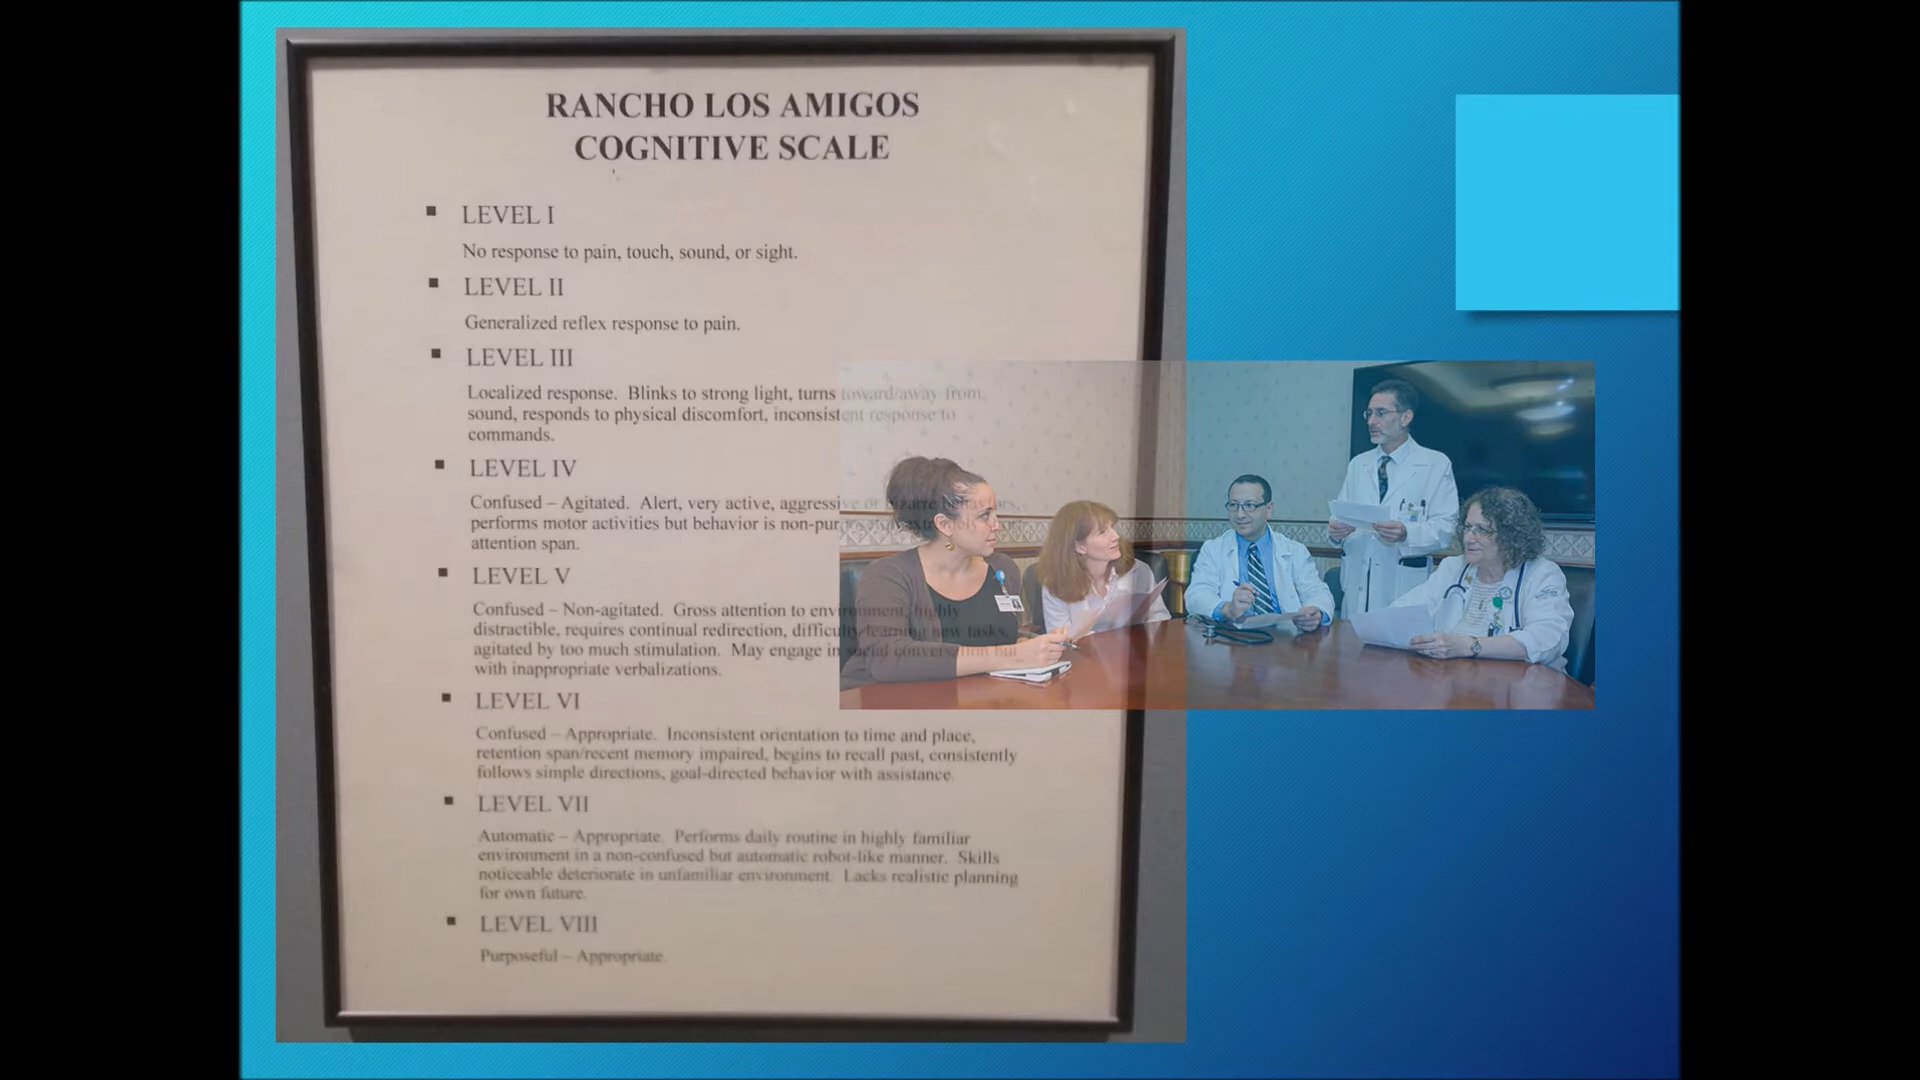 RANCHO LOS AMIGOS
COGNITIVE SCALE
▪ LEVEL I
No response to pain, touch, sound, or sight.
▪ LEVEL II
Generalized reflex response to pain.
▪ LEVEL III
Localized response. Blinks to strong light, turns toward/away from
sound, responds to physical discomfort, inconsistent response to
commands.
▪ LEVEL IV
Confused – Agitated. Alert, very active, aggressive or bizarre behaviors,
performs motor activities but behavior is non-pur
attention span.
▪ LEVEL V
Confused – Non-agitated. Gross attention to environment, highly
distractible, requires continual redirection, difficulty learning new tasks,
agitated by too much stimulation. May engage in social conversation but
with inappropriate verbalizations.
▪ LEVEL VI
Confused – Appropriate. Inconsistent orientation to time and place,
retention span/recent memory impaired, begins to recall past, consistently
follows simple directions, goal-directed behavior with assistance.
▪ LEVEL VII
Automatic – Appropriate. Performs daily routine in highly familiar
environment in a non-confused but automatic robot-like manner. Skills
noticeable deteriorate in unfamiliar environment. Lacks realistic planning
for own future.
▪ LEVEL VIII
Purposeful – Appropriate.